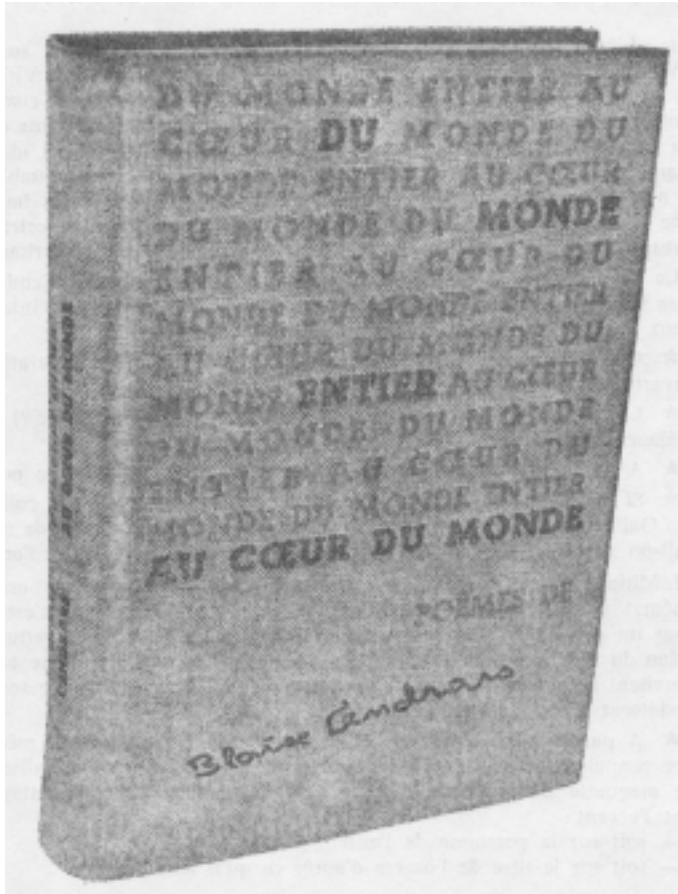 DU MONDE ENTIER AU
CŒUR DU MONDE DU
MONDE ENTIER AU CŒUR
DU MONDE DU MONDE
ENTIER AU CŒUR DU
MONDE DU MONDE ENTIER
AU CŒUR DU MONDE DU
MONDE ENTIER AU CŒUR
DU MONDE DU MONDE
ENTIER AU CŒUR DU
MONDE DU MONDE ENTIER
AU CŒUR DU MONDE
POÈMES DE
Blaise Cendrars
CENDRARS
AU CŒUR DU MONDE